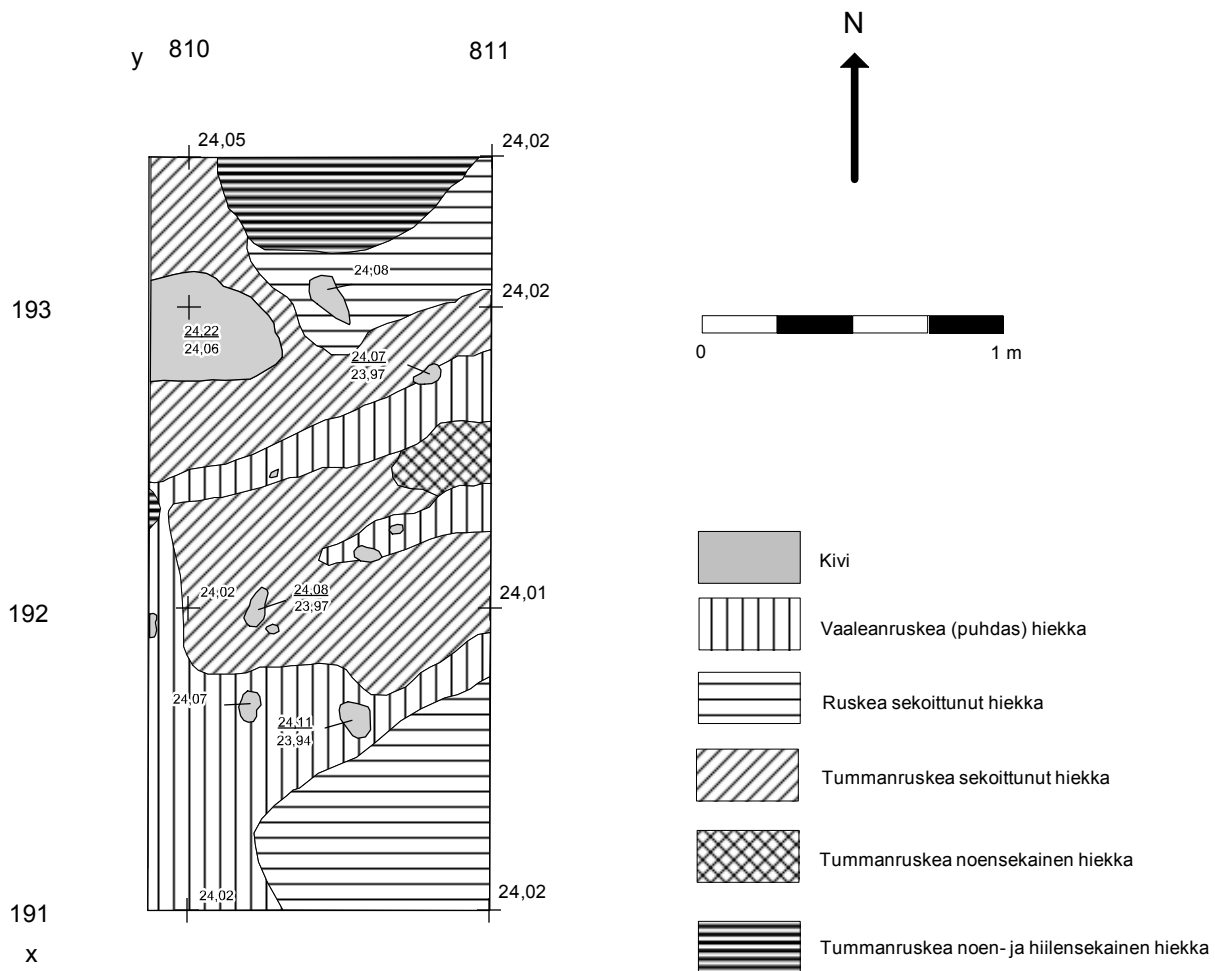 N
y 810 811
24,05 24,02
24,08
193 24,02
24,22
24,06
24,07
23,97
0 1 m
Kivi
24,02 24,08
23,97
192 24,01
Vaaleanruskea (puhdas) hiekka
24,07
24,11
23,94
Ruskea sekoittunut hiekka
Tummanruskea sekoittunut hiekka
Tummanruskea noensekainen hiekka
24,02 24,02
191
x
Tummanruskea noen- ja hiilensekainen hiekka